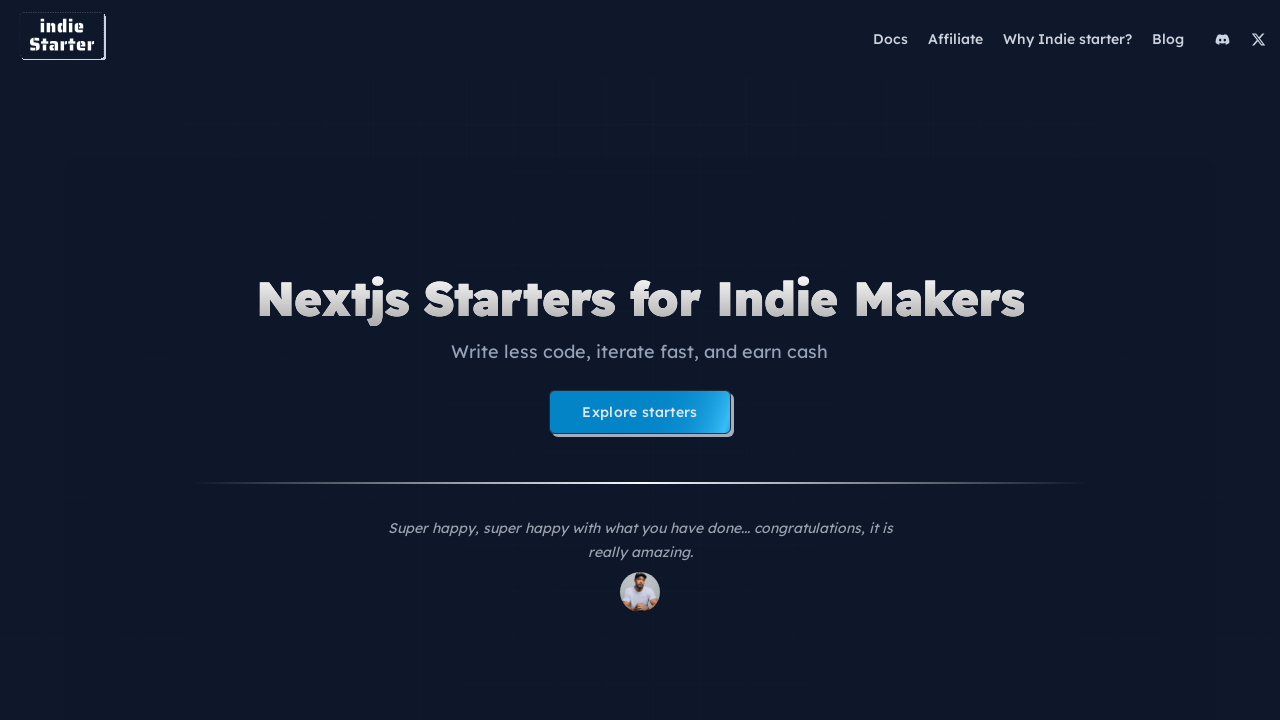 indie
Starter
Docs
Affiliate
Why Indie starter?
Blog
Nextjs Starters for Indie Makers
Write less code, iterate fast, and earn cash
Explore starters
Super happy, super happy with what you have done... congratulations, it is
really amazing.